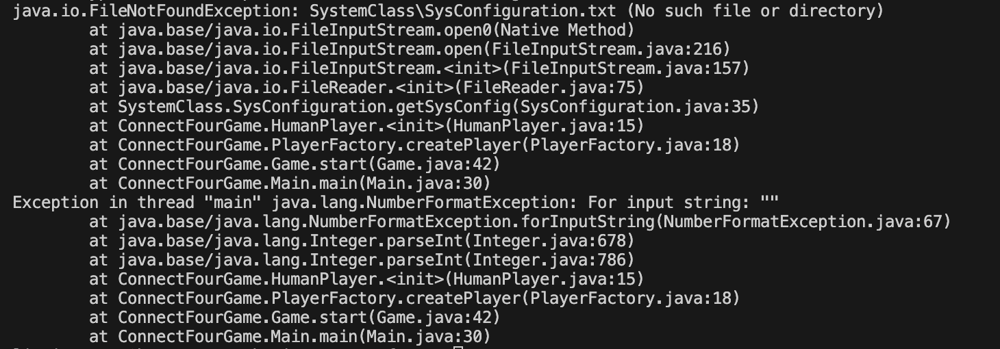 java.io.FileNotFoundException: SystemClass\SysConfiguration.txt (No such file or directory)
at java.base/java.io.FileInputStream.open0(Native Method)
at java.base/java.io.FileInputStream.open(FileInputStream.java:216)
at java.base/java.io.FileInputStream.<init>(FileInputStream.java:157)
at java.base/java.io.FileReader.<init>(FileReader.java:75)
at SystemClass.SysConfiguration.getSysConfig(SysConfiguration.java:35)
at ConnectFourGame.HumanPlayer.<init>(HumanPlayer.java:15)
at ConnectFourGame.PlayerFactory.createPlayer(PlayerFactory.java:18)
at ConnectFourGame.Game.start(Game.java:42)
at ConnectFourGame.Main.main(Main.java:30)
Exception in thread "main" java.lang.NumberFormatException: For input string: ""
at java.base/java.lang.NumberFormatException.forInputString(NumberFormatException.java:67)
at java.base/java.lang.Integer.parseInt(Integer.java:678)
at java.base/java.lang.Integer.parseInt(Integer.java:786)
at ConnectFourGame.HumanPlayer.<init>(HumanPlayer.java:15)
at ConnectFourGame.PlayerFactory.createPlayer(PlayerFactory.java:18)
at ConnectFourGame.Game.start(Game.java:42)
at ConnectFourGame.Main.main(Main.java:30)